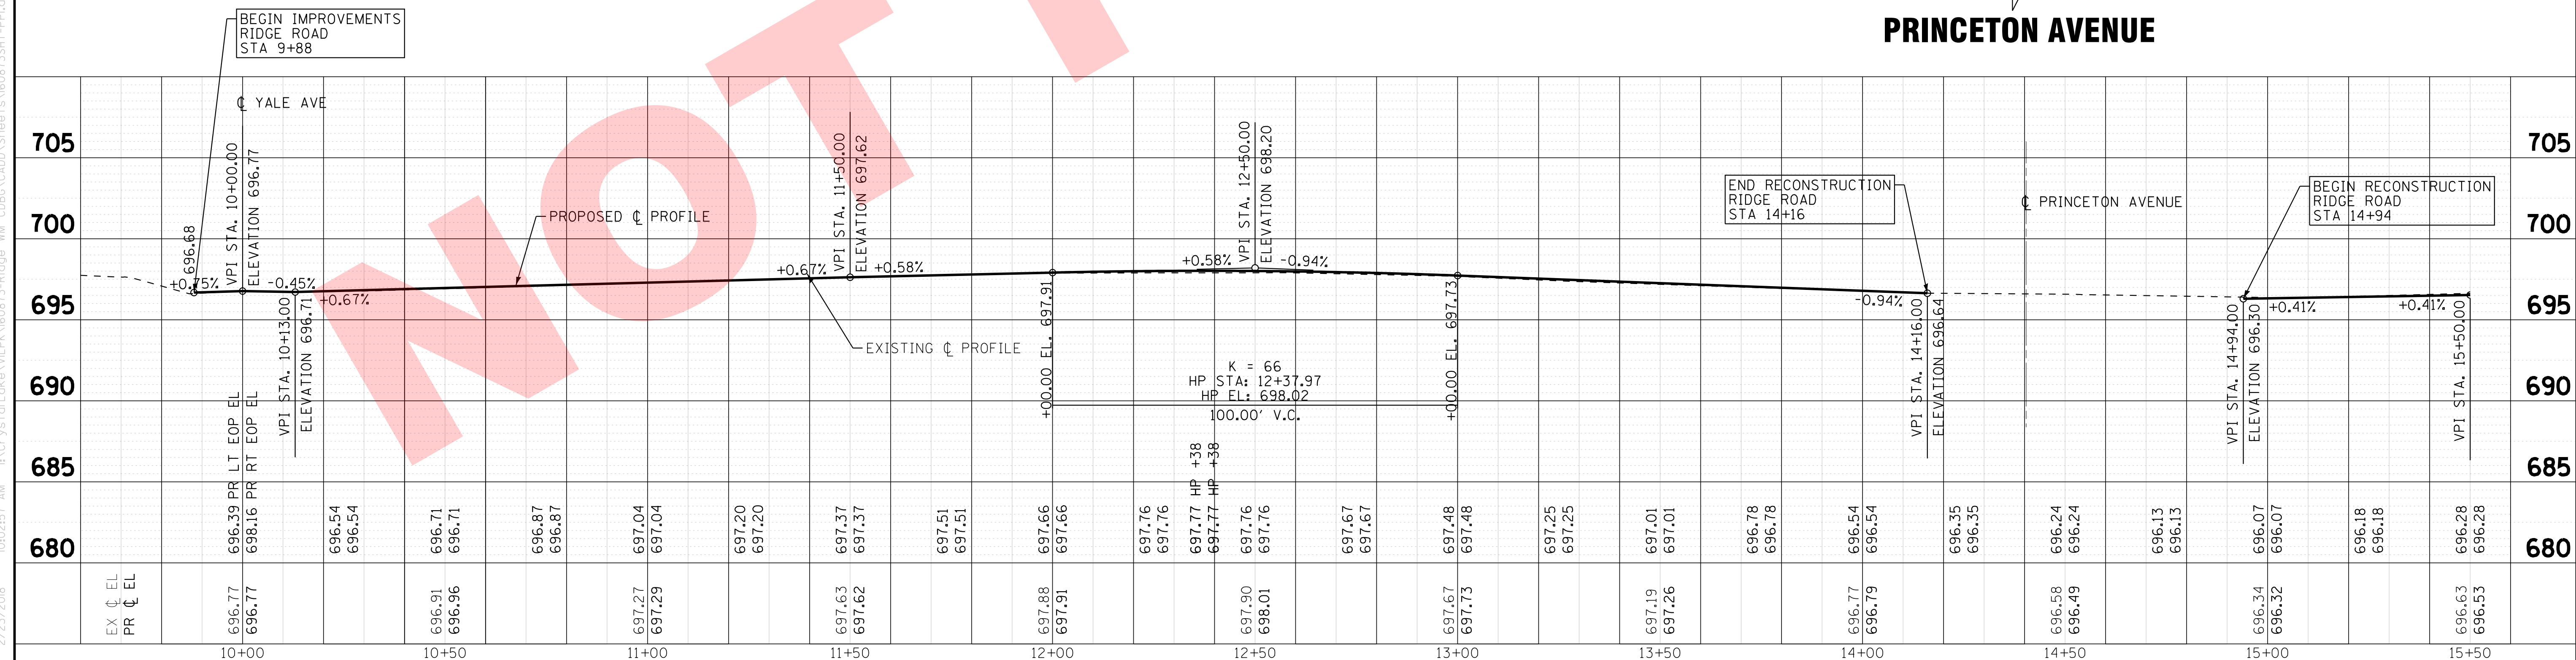 PRINCETON AVENUE
BEGIN IMPROVEMENTS
RIDGE ROAD
STA 9+88
℄ YALE AVE
705
700
695
690
685
680
705
700
695
690
685
680
696.68
+0.75%
VPI STA. 10+00.00
ELEVATION 696.77
-0.45%
VPI STA. 10+13.00
ELEVATION 696.71
+0.67%
PROPOSED ℄ PROFILE
+0.67%
VPI STA. 11+50.00
ELEVATION 697.62
+0.58%
EXISTING ℄ PROFILE
+00.00 EL. 697.91
+0.58%
VPI STA. 12+50.00
ELEVATION 698.20
-0.94%
K = 66
HP STA: 12+37.97
HP EL: 698.02
100.00' V.C.
+00.00 EL. 697.73
END RECONSTRUCTION
RIDGE ROAD
STA 14+16
-0.94%
VPI STA. 14+16.00
ELEVATION 696.64
℄ PRINCETON AVENUE
BEGIN RECONSTRUCTION
RIDGE ROAD
STA 14+94
VPI STA. 14+94.00
ELEVATION 696.30
+0.41%
+0.41%
VPI STA. 15+50.00
696.39 PR LT EOP EL
698.16 PR RT EOP EL
696.54
696.54
696.71
696.71
696.87
696.87
697.04
697.04
697.20
697.20
697.37
697.37
697.51
697.51
697.66
697.66
697.76
697.76
697.77 HP +38
697.77 HP +38
697.76
697.76
697.67
697.67
697.48
697.48
697.25
697.25
697.01
697.01
696.78
696.78
696.54
696.54
696.35
696.35
696.24
696.24
696.13
696.13
696.07
696.07
696.18
696.18
696.28
696.28
EX ℄ EL
PR ℄ EL
696.77
696.77
696.91
696.96
697.27
697.29
697.63
697.62
697.88
697.91
697.90
698.01
697.67
697.73
697.19
697.26
696.77
696.79
696.58
696.49
696.34
696.32
696.63
696.53
10+00
10+50
11+00
11+50
12+00
12+50
13+00
13+50
14+00
14+50
15+00
15+50
NOT